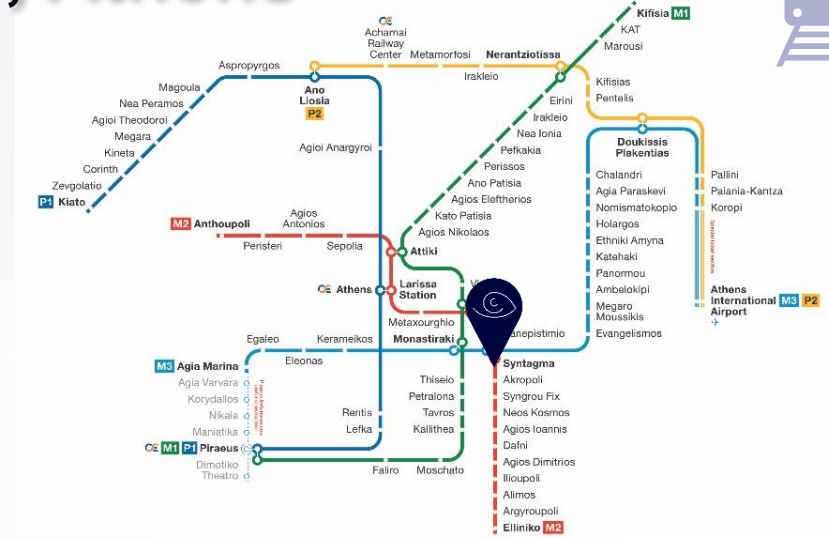 Kifisia M1
KAT
Marousi
OE
Acharnai
Railway
Center
Metamorfosi
Nerantziotissa
Irakleio
Kifisias
Pentelis
Aspropyrgos
Magoula
Nea Peramos
Agioi Theodoroi
Megara
Kineta
Corinth
Zevgolatio
P1 Kiato
Ano
Liosia
P2
Agioi Anargyroi
Eirini
Irakleio
Nea Ionia
Pefkakia
Perissos
Ano Patisia
Agios Eleftherios
Kato Patisia
Agios Nikolaos
Doukissis
Plakentias
Chalandri
Agia Paraskevi
Nomismatokopio
Holargos
Ethniki Amyna
Katehaki
Panormou
Ambelokipi
Megaro
Moussikis
Evangelismos
Pallini
Paiania-Kantza
Koropi
Athens
International M3 P2
Airport
M2 Anthoupoli
Agios
Antonios
Peristeri
Sepolia
Attiki
OE Athens
Larissa
Station
Metaxourghio
anepistimio
Egaleo
Kerameikos
Monastiraki
Eleonas
M3 Agia Marina
Agia Varvara
Korydallos
Nikaia
Maniatika
OE M1 P1 Piraeus
Dimotiko
Theatro
Rentis
Lefka
Thiseio
Petralona
Tavros
Kallithea
Faliro
Moschato
Syntagma
Akropoli
Syngrou Fix
Neos Kosmos
Agios Ioannis
Dafni
Agios Dimitrios
Ilioupoli
Alimos
Argyroupoli
Elliniko M2